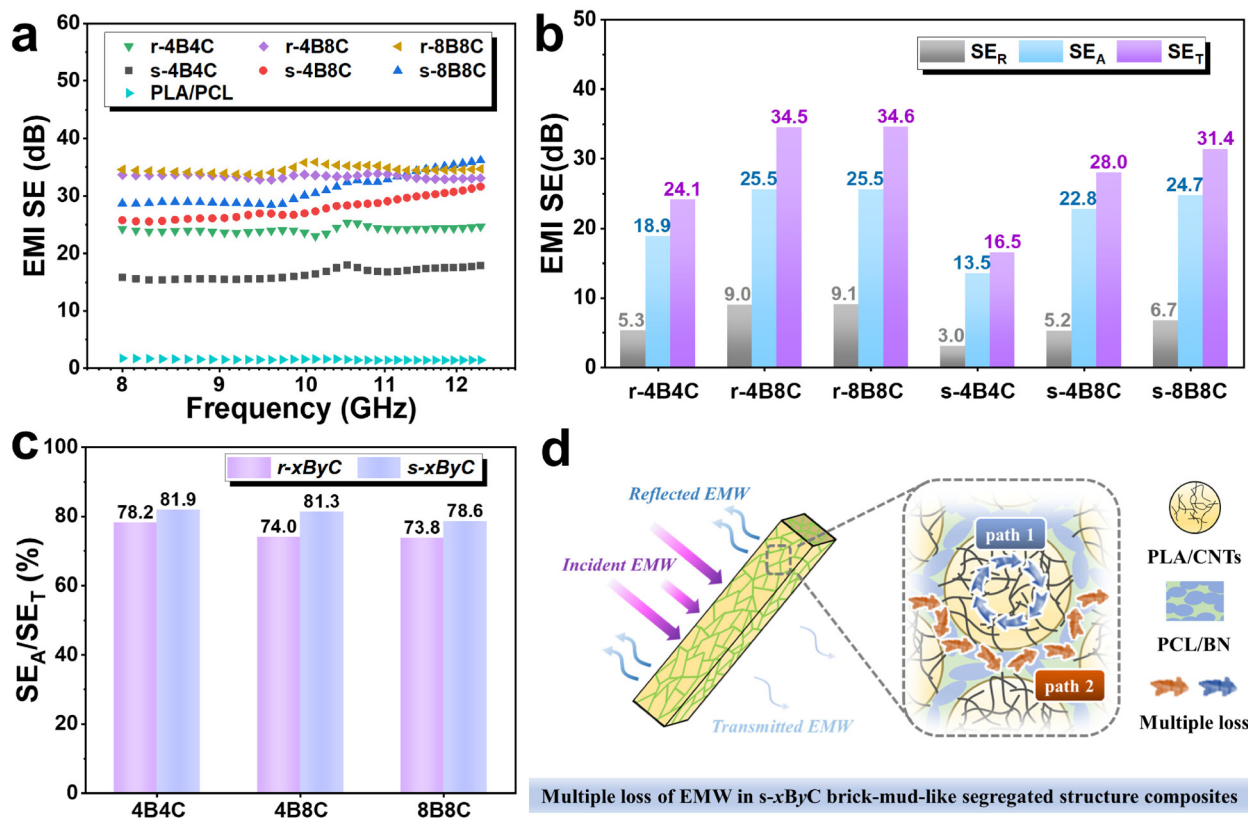 a
EMI SE (dB)
60
50
40
30
20
10
0
r-4B4C
r-4B8C
r-8B8C
s-4B4C
s-4B8C
s-8B8C
PLA/PCL
8
9
10
11
12
Frequency (GHz)
b
EMI SE(dB)
50
40
30
20
10
0
SE_R
SE_A
SE_T
5.3
18.9
24.1
9.0
25.5
34.5
9.1
25.5
34.6
3.0
13.5
16.5
5.2
22.8
28.0
6.7
24.7
31.4
r-4B4C
r-4B8C
r-8B8C
s-4B4C
s-4B8C
s-8B8C
c
SE_A/SE_T (%)
100
80
60
40
20
0
r-xByC
s-xByC
78.2
81.9
74.0
81.3
73.8
78.6
4B4C
4B8C
8B8C
d
Reflected EMW
Incident EMW
Transmitted EMW
path 1
path 2
PLA/CNTs
PCL/BN
Multiple loss
Multiple loss of EMW in s-xByC brick-mud-like segregated structure composites